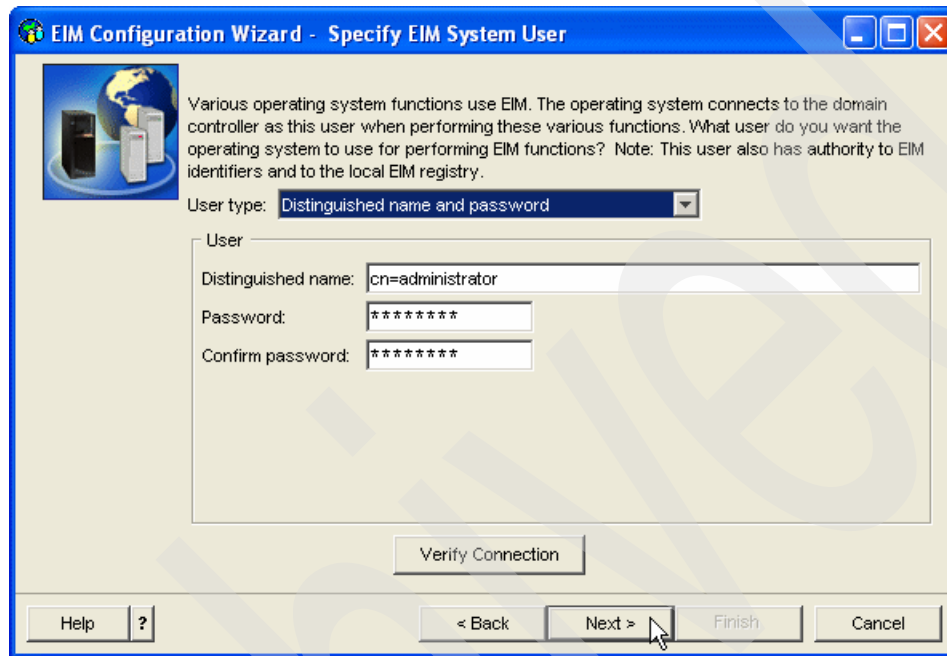 EIM Configuration Wizard - Specify EIM System User
Various operating system functions use EIM. The operating system connects to the domain
controller as this user when performing these various functions. What user do you want the
operating system to use for performing EIM functions? Note: This user also has authority to EIM
identifiers and to the local EIM registry.
User type: Distinguished name and password
User
Distinguished name: cn=administrator
Password: ********
Confirm password: ********
Verify Connection
Help ? < Back Next > Finish Cancel